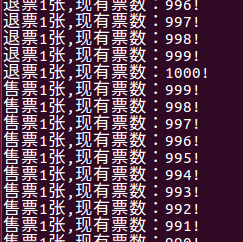 退票1张,现有票数：996!
退票1张,现有票数：997!
退票1张,现有票数：998!
退票1张,现有票数：999!
退票1张,现有票数：1000!
售票1张,现有票数：999!
售票1张,现有票数：998!
售票1张,现有票数：997!
售票1张,现有票数：996!
售票1张,现有票数：995!
售票1张,现有票数：994!
售票1张,现有票数：993!
售票1张,现有票数：992!
售票1张,现有票数：991!
售票1张,现有票数：990!